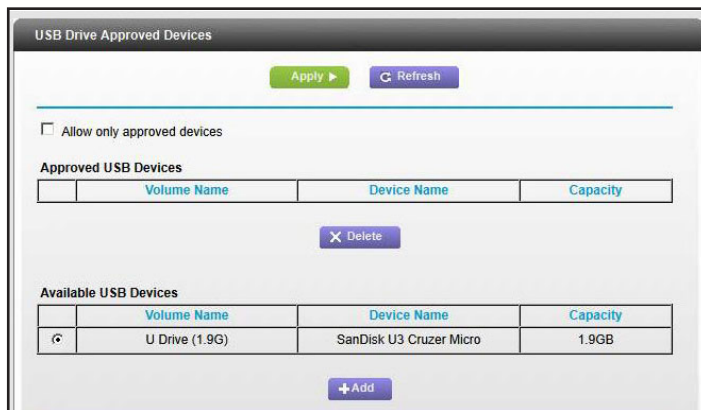 USB Drive Approved Devices
Apply Refresh
Allow only approved devices
Approved USB Devices
Volume Name Device Name Capacity
Delete
Available USB Devices
Volume Name Device Name Capacity
U Drive (1.9G) SanDisk U3 Cruzer Micro 1.9GB
Add